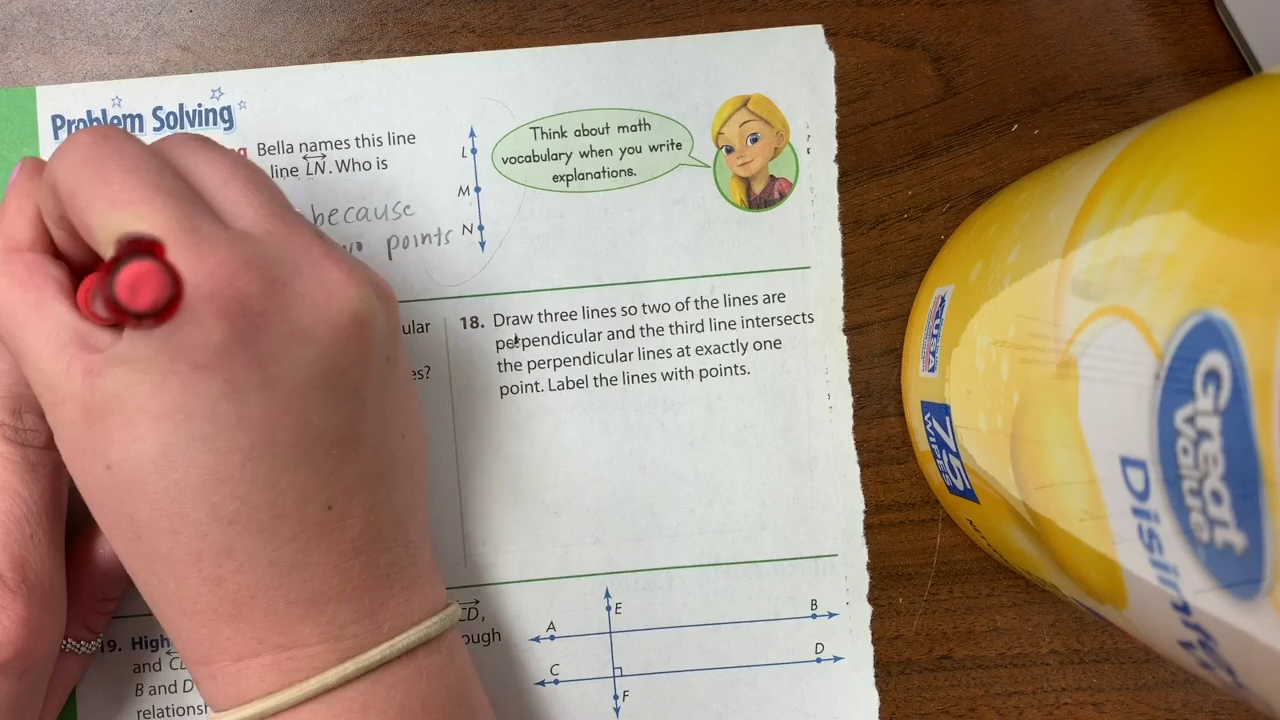 Problem Solving
Bella names this line
line LN. Who is
because
points
L
M
N
Think about math
vocabulary when you write
explanations.
ular
es?
18. Draw three lines so two of the lines are
perpendicular and the third line intersects
the perpendicular lines at exactly one
point. Label the lines with points.
19. High
and
B and D
relations
CD,
ough
E
A
B
C
D
F
USA
75
WIPES
Great
Value
Disinfe